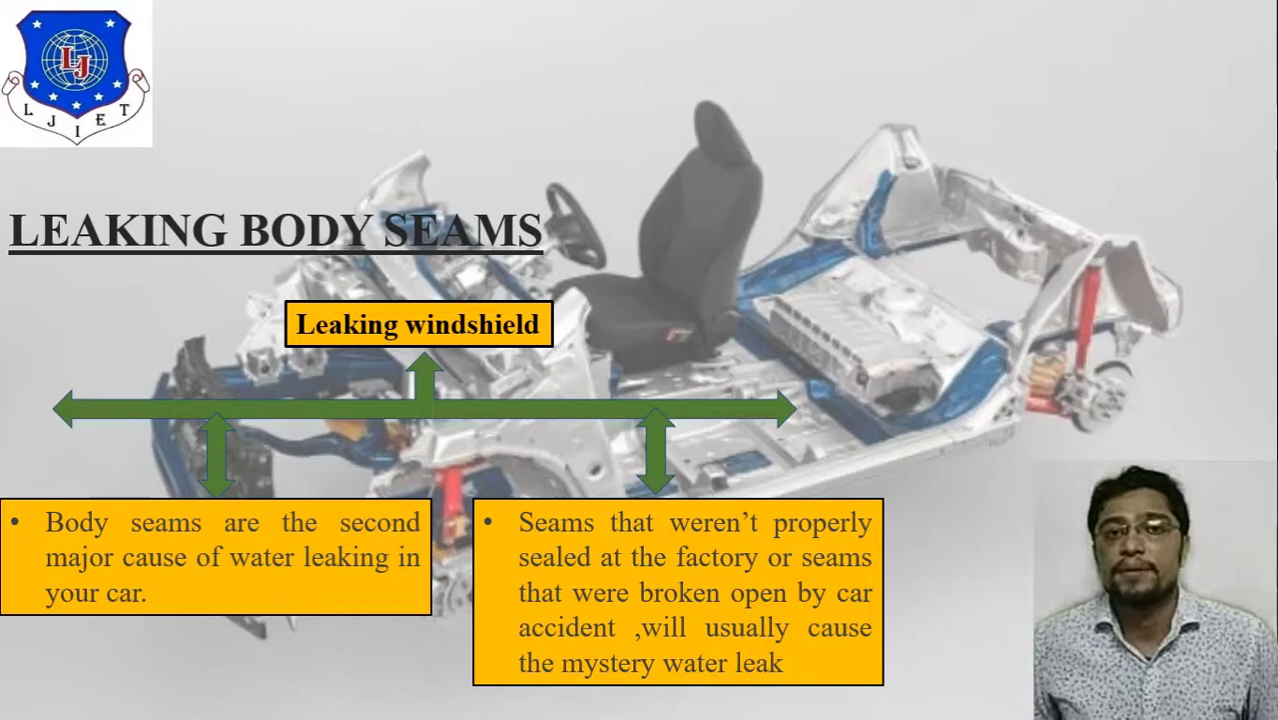 LJ
L J I E T
LEAKING BODY SEAMS
Leaking windshield
• Body seams are the second
major cause of water leaking in
your car.
• Seams that weren’t properly
sealed at the factory or seams
that were broken open by car
accident ,will usually cause
the mystery water leak